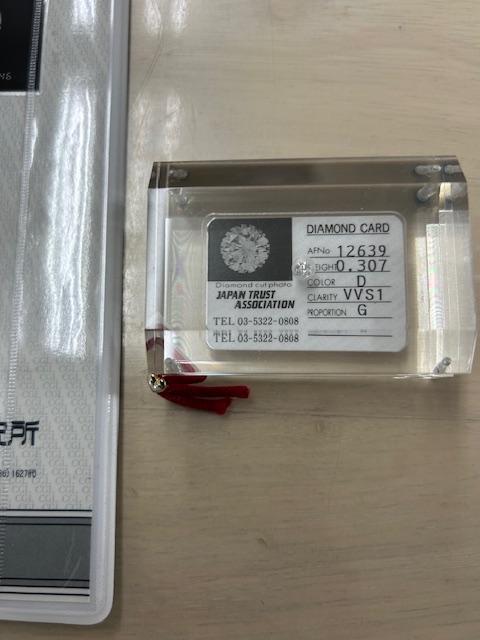 DIAMOND CARD
AFNo 12639
EIGHT 0.307
COLOR D
CLARITY VVS1
PROPORTION G
Diamond cut photo
JAPAN TRUST
ASSOCIATION
TEL 03-5322-0808
TEL 03-5322-0808